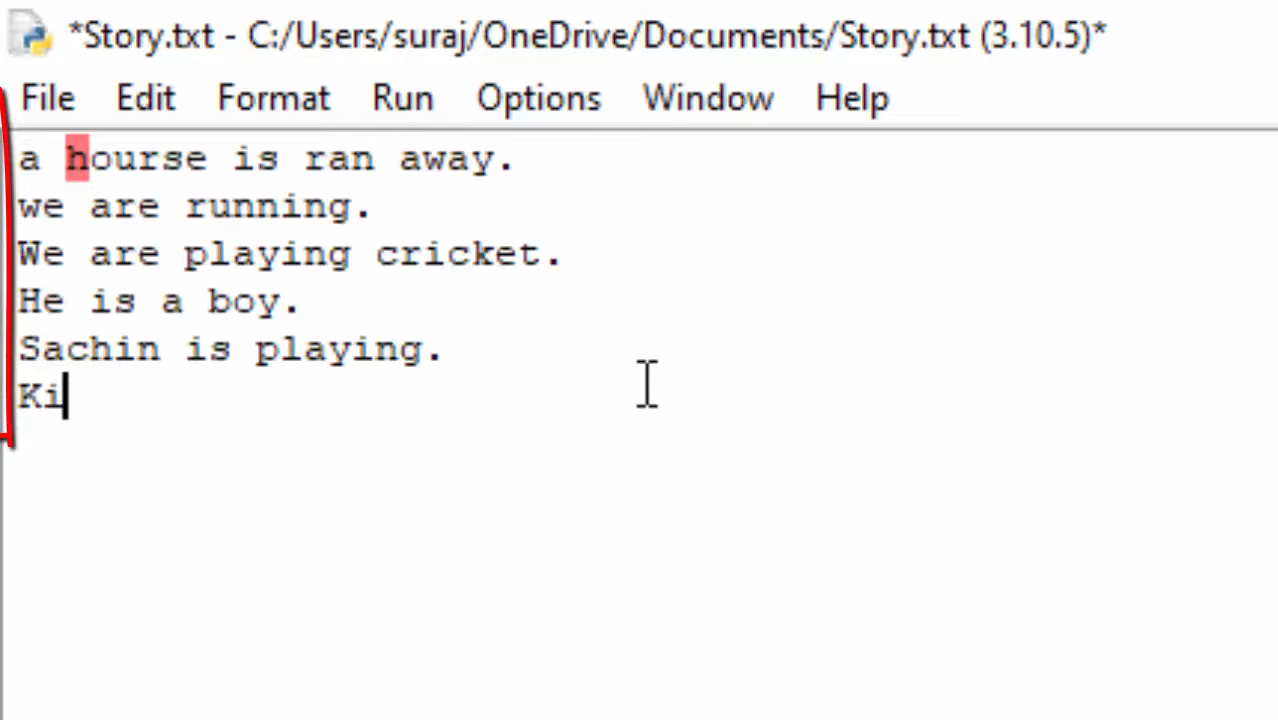 *Story.txt - C:/Users/suraj/OneDrive/Documents/Story.txt (3.10.5)*
File Edit Format Run Options Window Help
a hourse is ran away.
we are running.
We are playing cricket.
He is a boy.
Sachin is playing.
Ki